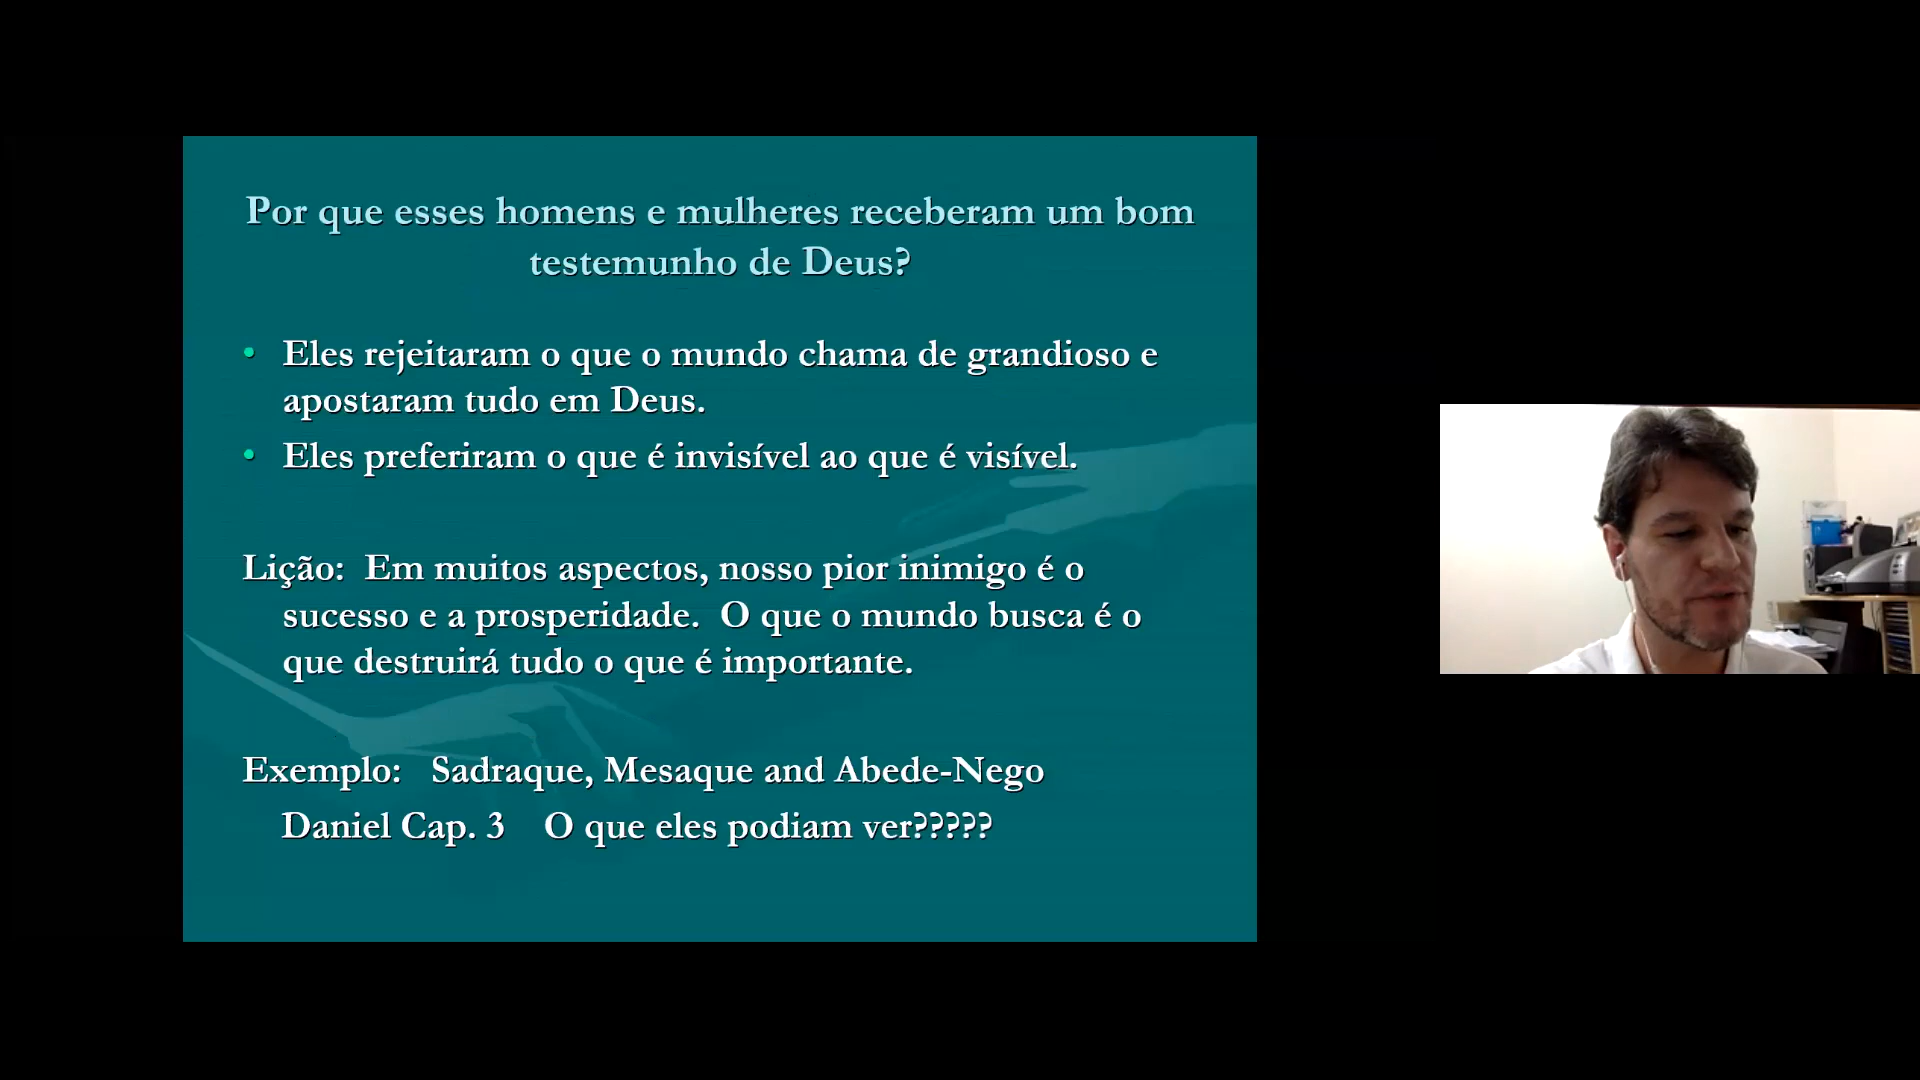 Por que esses homens e mulheres receberam um bom
testemunho de Deus?
• Eles rejeitaram o que o mundo chama de grandioso e
apostaram tudo em Deus.
• Eles preferiram o que é invisível ao que é visível.
Lição: Em muitos aspectos, nosso pior inimigo é o
sucesso e a prosperidade. O que o mundo busca é o
que destruirá tudo o que é importante.
Exemplo: Sadraque, Mesaque and Abede-Nego
Daniel Cap. 3 O que eles podiam ver?????